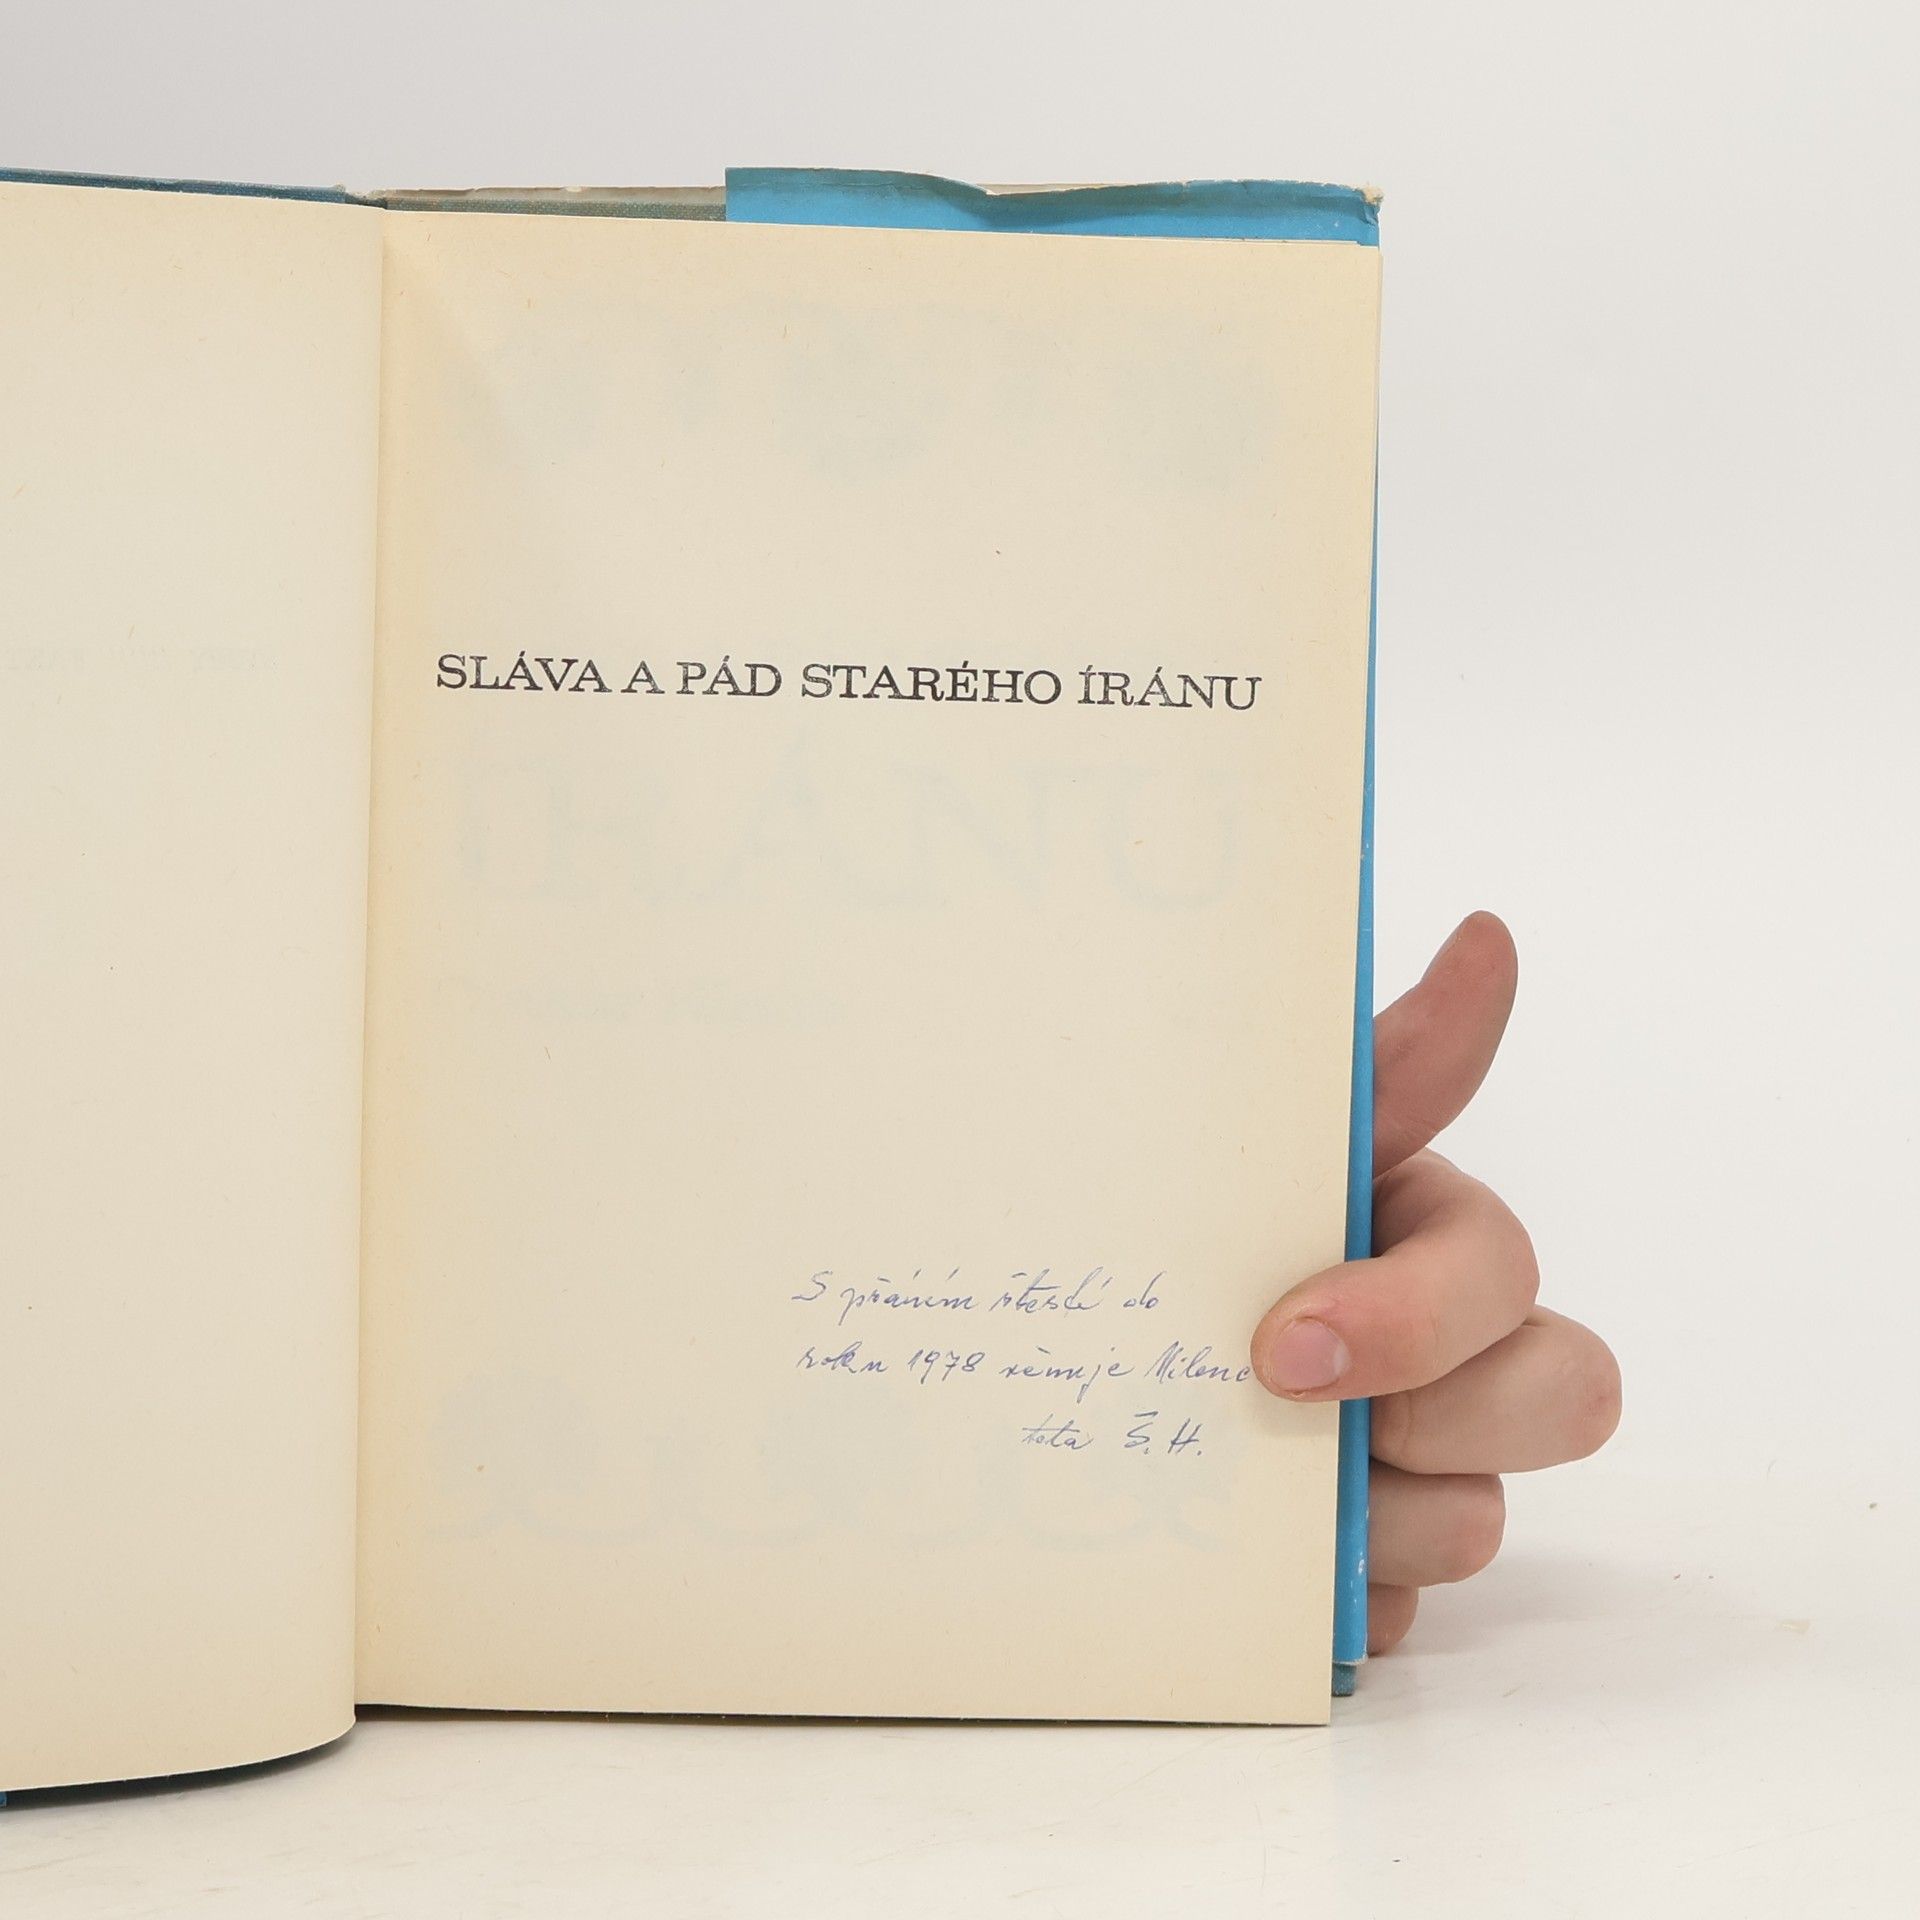 SLÁVA A PÁD STARÉHO ÍRÁNU
S přáním štěstí do
roku 1978 věnuje Milene
teta Š. H.